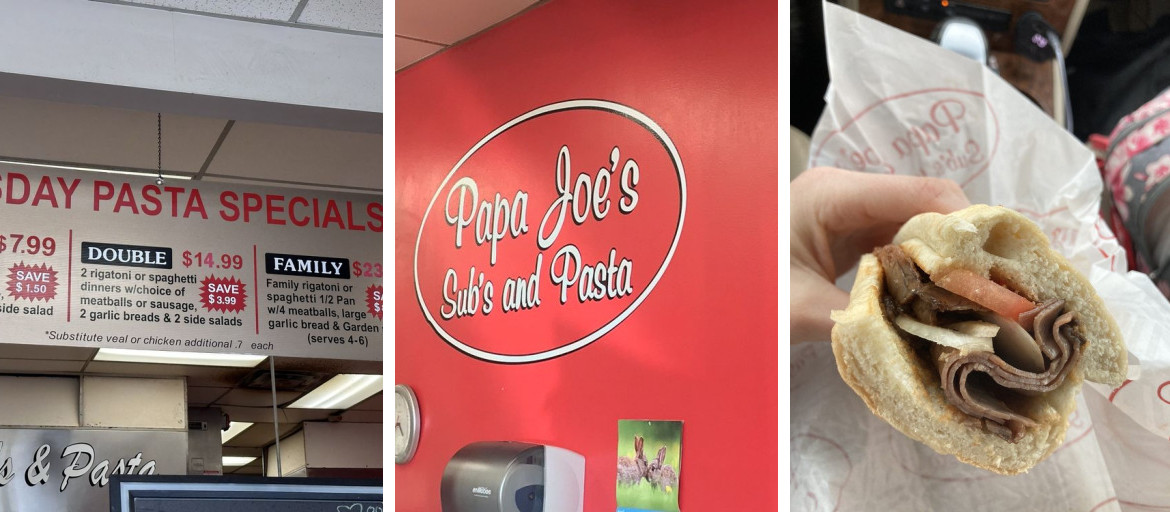 SDAY PASTA SPECIALS
$7.99
SAVE
$1.50
side salad
DOUBLE $14.99
2 rigatoni or spaghetti
dinners w/choice of
meatballs or sausage,
2 garlic breads & 2 side salads
SAVE
$3.99
FAMILY $23
Family rigatoni or
spaghetti 1/2 Pan
w/4 meatballs, large
garlic bread & Garden
(serves 4-6)
*Substitute veal or chicken additional .7 each
's & Pasta
Papa Joe's
Sub's and Pasta
Papa
Sub's